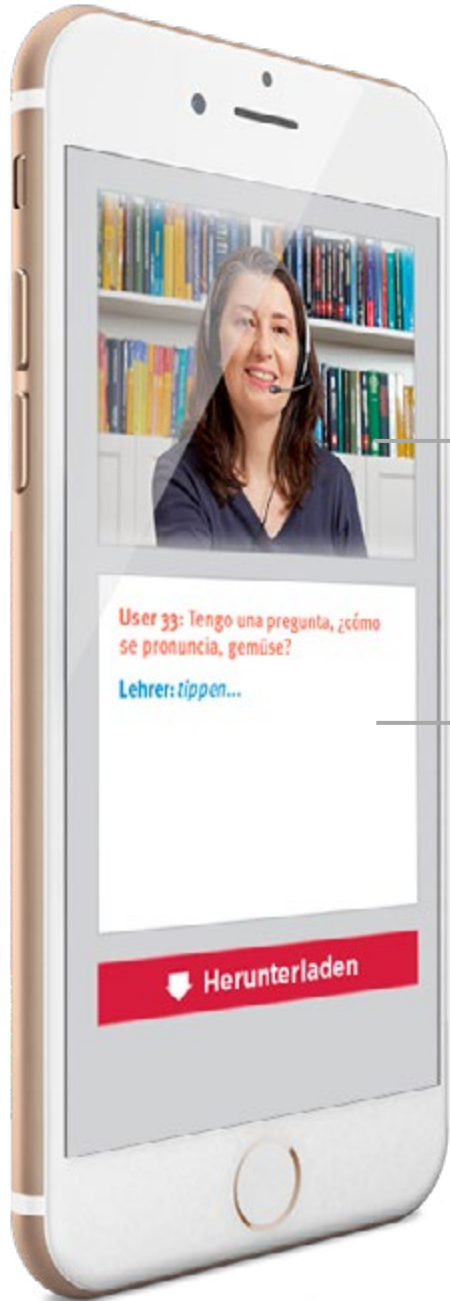 User 33: Tengo una pregunta, ¿cómo
se pronuncia, gemüse?
Lehrer: tippen...
Herunterladen